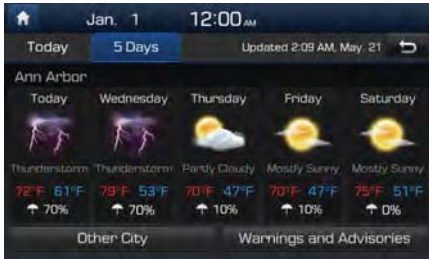 Jan. 1 12:00 AM
Today 5 Days Updated 2:09 AM, May. 21
Ann Arbor
Today Wednesday Thursday Friday Saturday
Thunderstorm Thunderstorm Partly Cloudy Mostly Sunny Mostly Sunny
72°F 61°F 79°F 53°F 70°F 47°F 70°F 47°F 75°F 51°F
70% 70% 10% 10% 0%
Other City Warnings and Advisories